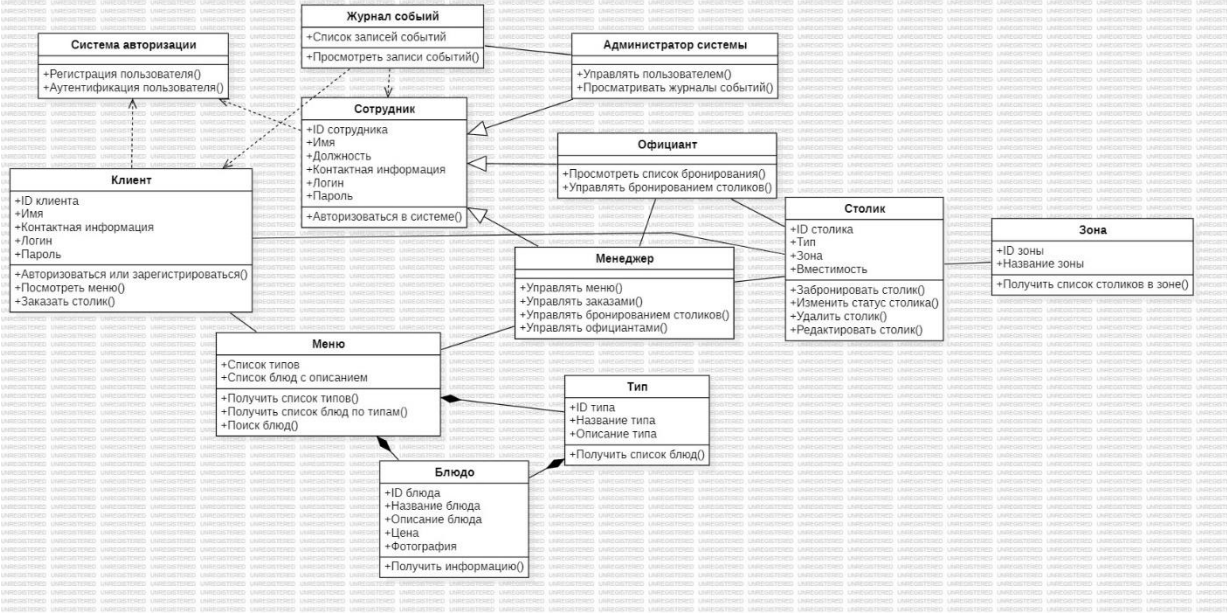 Журнал собый
+Список записей событий
+Просмотреть записи событий()
Система авторизации
+Регистрация пользователя()
+Аутентификация пользователя()
Администратор системы
+Управлять пользователем()
+Просматривать журналы событий()
Сотрудник
+ID сотрудника
+Имя
+Должность
+Контактная информация
+Логин
+Пароль
+Авторизоваться в системе()
Официант
+Просмотреть список бронирования()
+Управлять бронированием столиков()
Клиент
+ID клиента
+Имя
+Контактная информация
+Логин
+Пароль
+Авторизоваться или зарегистрироваться()
+Посмотреть меню()
+Заказать столик()
Столик
+ID столика
+Тип
+Зона
+Вместимость
+Забронировать столик()
+Изменить статус столика()
+Удалить столик()
+Редактировать столик()
Зона
+ID зоны
+Название зоны
+Получить список столиков в зоне()
Менеджер
+Управлять меню()
+Управлять заказами()
+Управлять бронированием столиков()
+Управлять официантами()
Меню
+Список типов
+Список блюд с описанием
+Получить список типов()
+Получить список блюд по типам()
+Поиск блюд()
Тип
+ID типа
+Название типа
+Описание типа
+Получить список блюд()
Блюдо
+ID блюда
+Название блюда
+Описание блюда
+Цена
+Фотография
+Получить информацию()